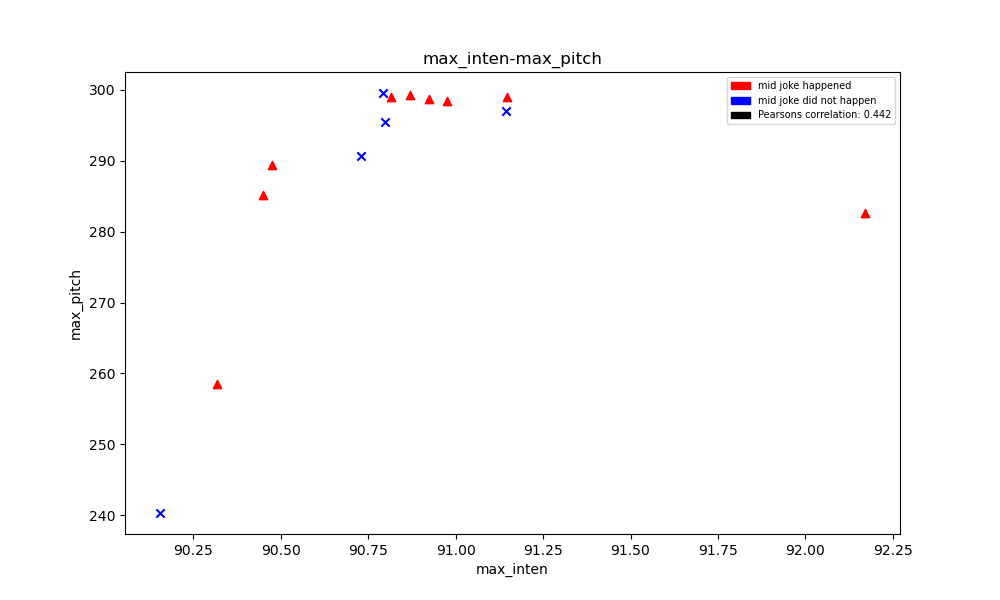 max_inten-max_pitch
mid joke happened
mid joke did not happen
Pearsons correlation: 0.442
300
290
280
270
260
250
240
max_pitch
90.25 90.50 90.75 91.00 91.25 91.50 91.75 92.00 92.25
max_inten